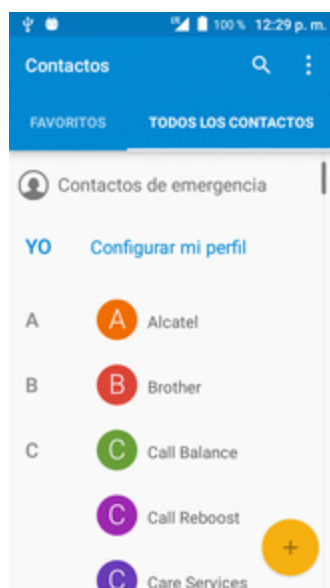 100 % 12:29 p. m.
Contactos
FAVORITOS TODOS LOS CONTACTOS
Contactos de emergencia
YO Configurar mi perfil
A A Alcatel
B B Brother
C C Call Balance
C Call Reboost
C Care Services